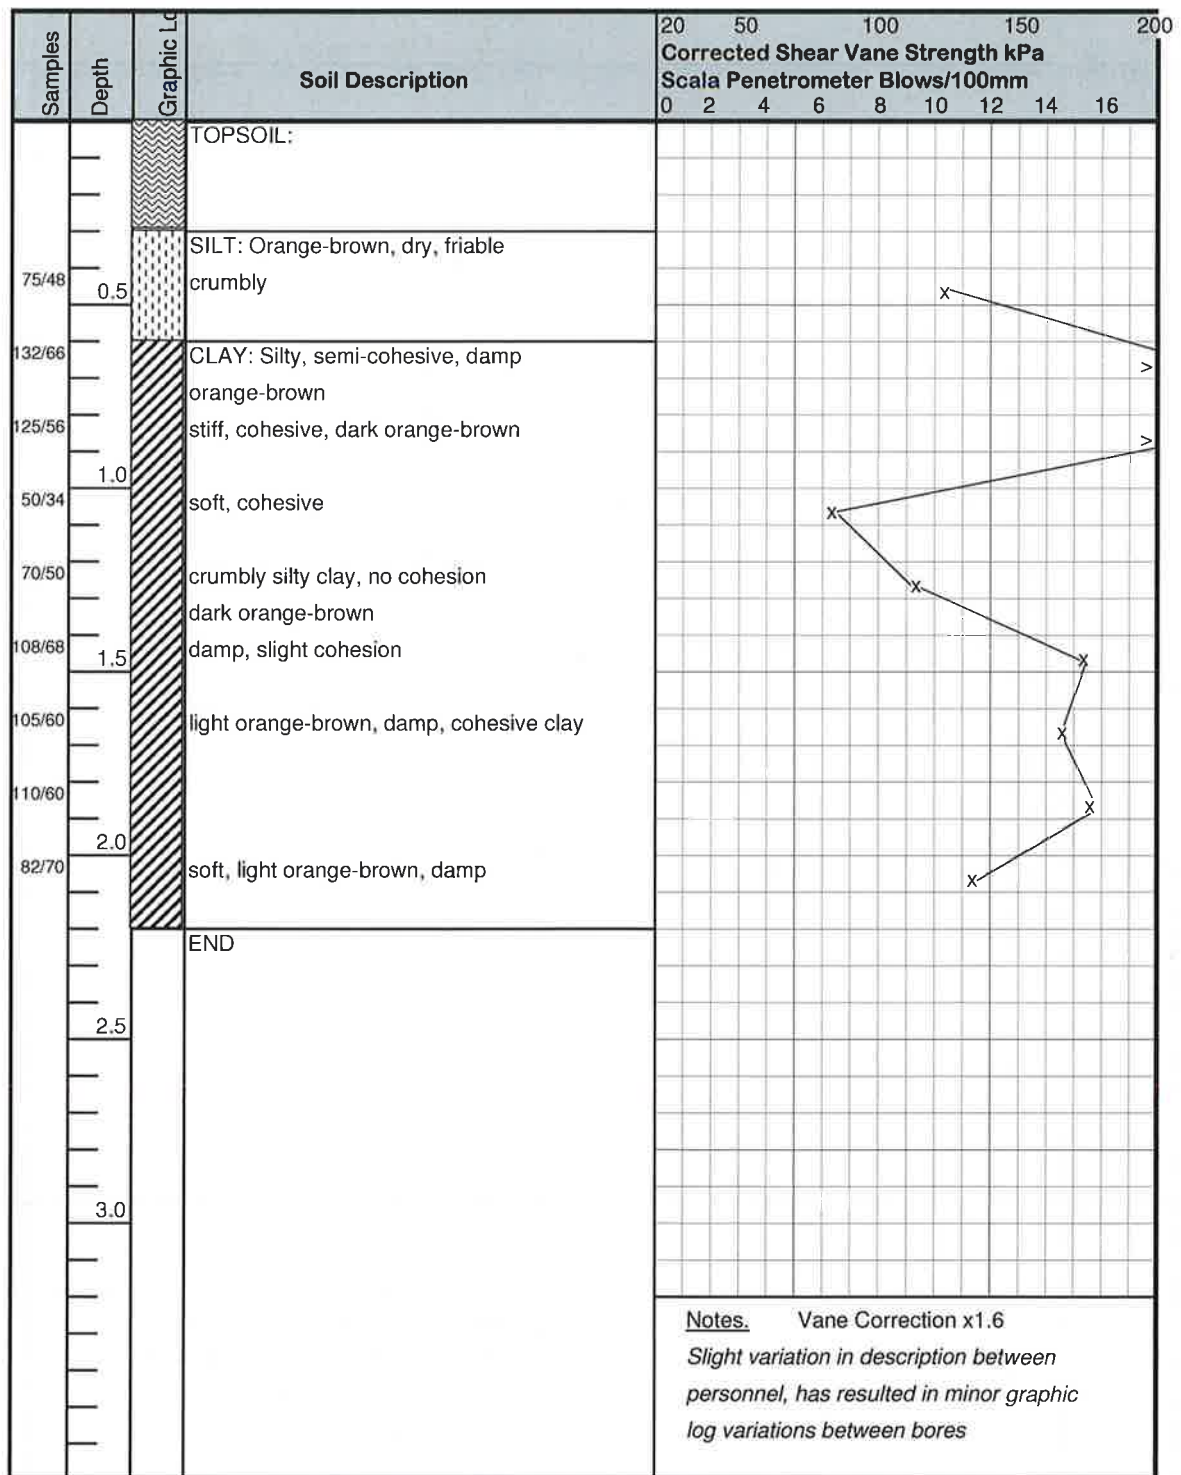 Samples
Depth
Graphic Lo
Soil Description
20 50 100 150 200
Corrected Shear Vane Strength kPa
Scala Penetrometer Blows/100mm
0 2 4 6 8 10 12 14 16
TOPSOIL:
SILT: Orange-brown, dry, friable
75/48
crumbly
0.5
x
132/66
CLAY: Silty, semi-cohesive, damp
>
orange-brown
125/56
stiff, cohesive, dark orange-brown
>
1.0
50/34
soft, cohesive
x
70/50
crumbly silty clay, no cohesion
x
dark orange-brown
108/68
damp, slight cohesion
1.5
x
105/60
light orange-brown, damp, cohesive clay
x
110/60
x
2.0
82/70
soft, light orange-brown, damp
x
END
2.5
3.0
Notes. Vane Correction x1.6
Slight variation in description between
personnel, has resulted in minor graphic
log variations between bores